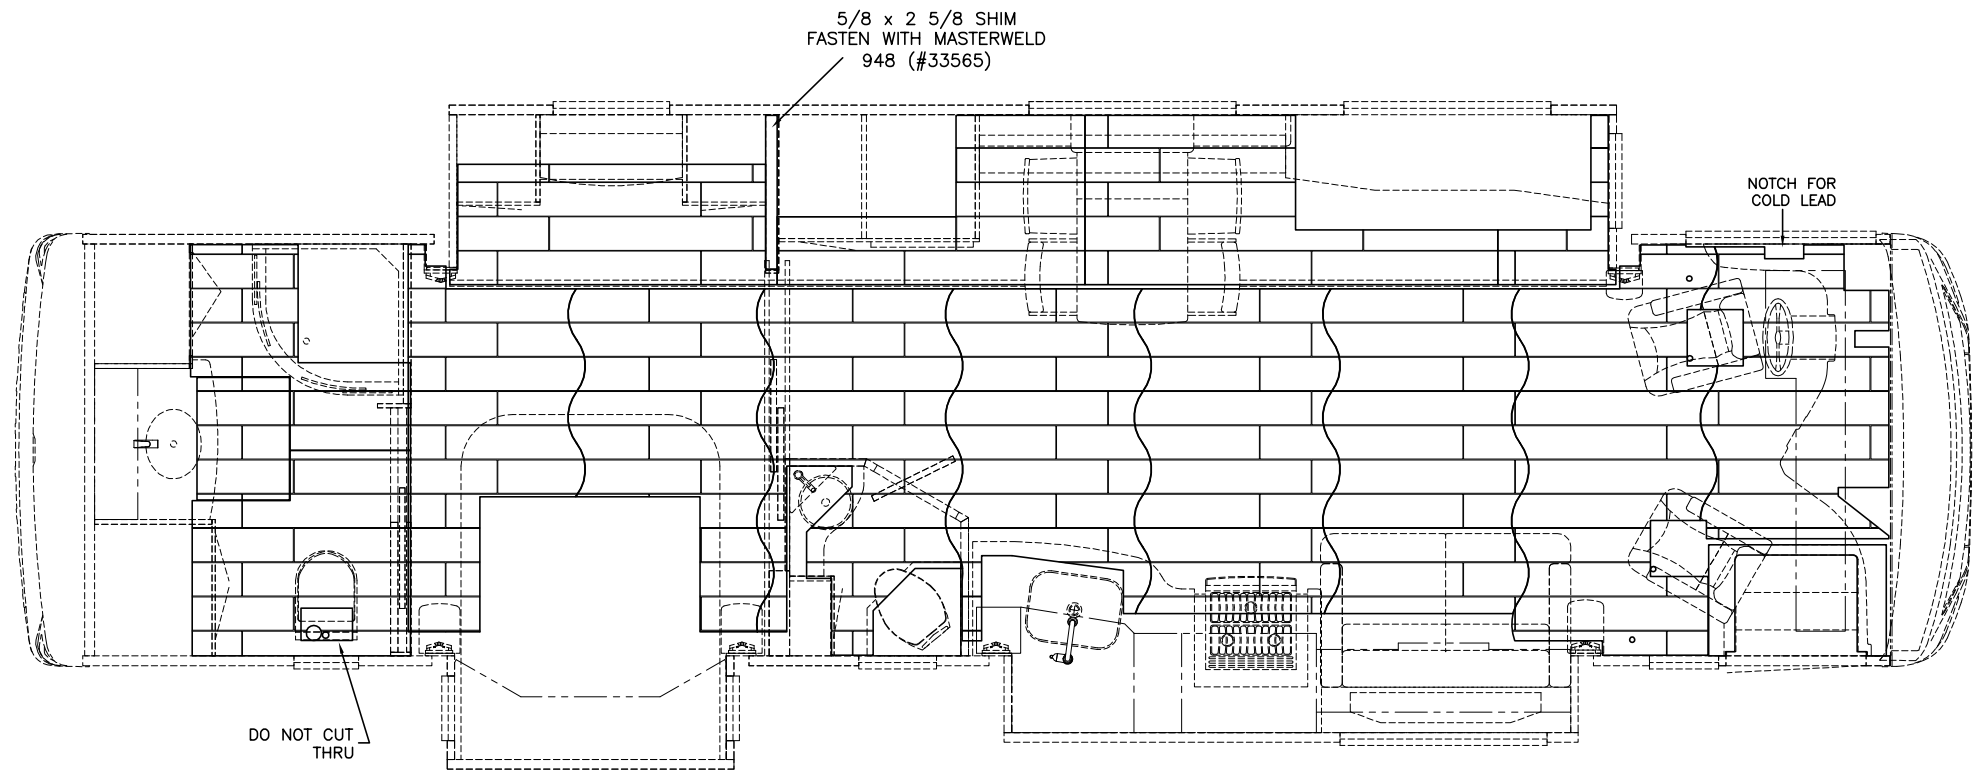 5/8 x 2 5/8 SHIM
FASTEN WITH MASTERWELD
948 (#33565)
NOTCH FOR
COLD LEAD
DO NOT CUT
THRU